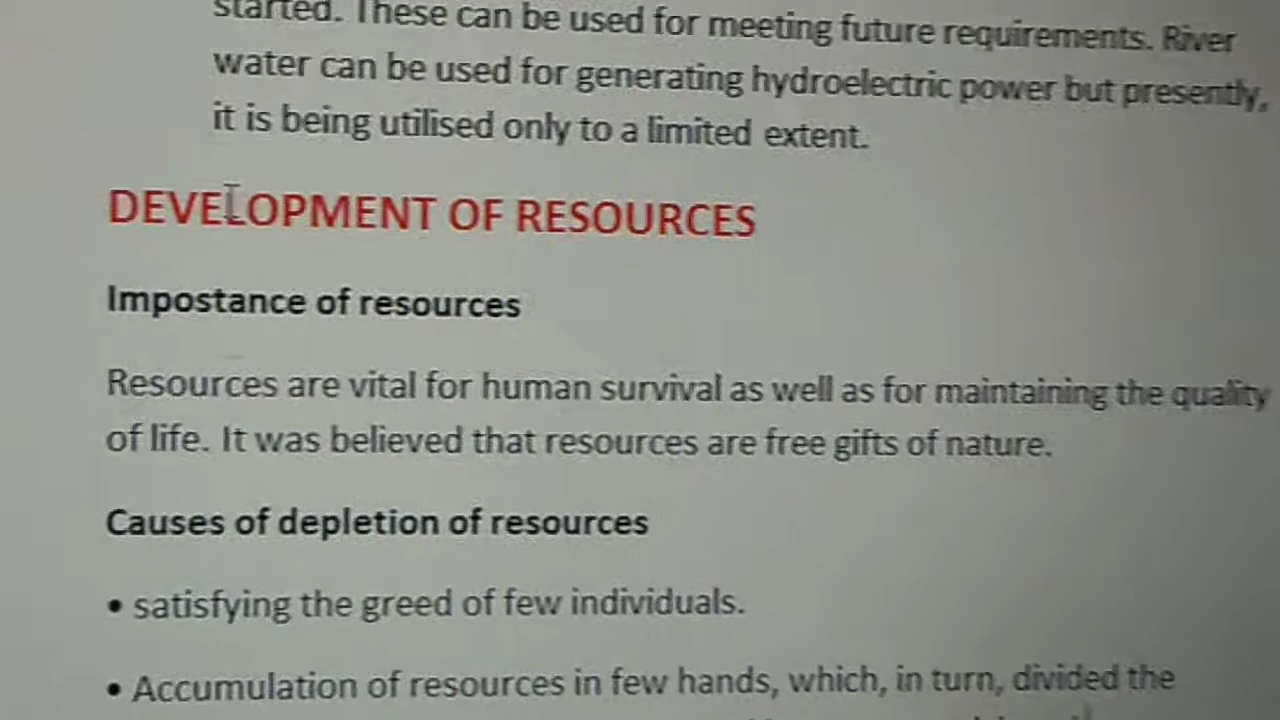 started. These can be used for meeting future requirements. River
water can be used for generating hydroelectric power but presently,
it is being utilised only to a limited extent.
DEVELOPMENT OF RESOURCES
Impostance of resources
Resources are vital for human survival as well as for maintaining the quality
of life. It was believed that resources are free gifts of nature.
Causes of depletion of resources
• satisfying the greed of few individuals.
• Accumulation of resources in few hands, which, in turn, divided the